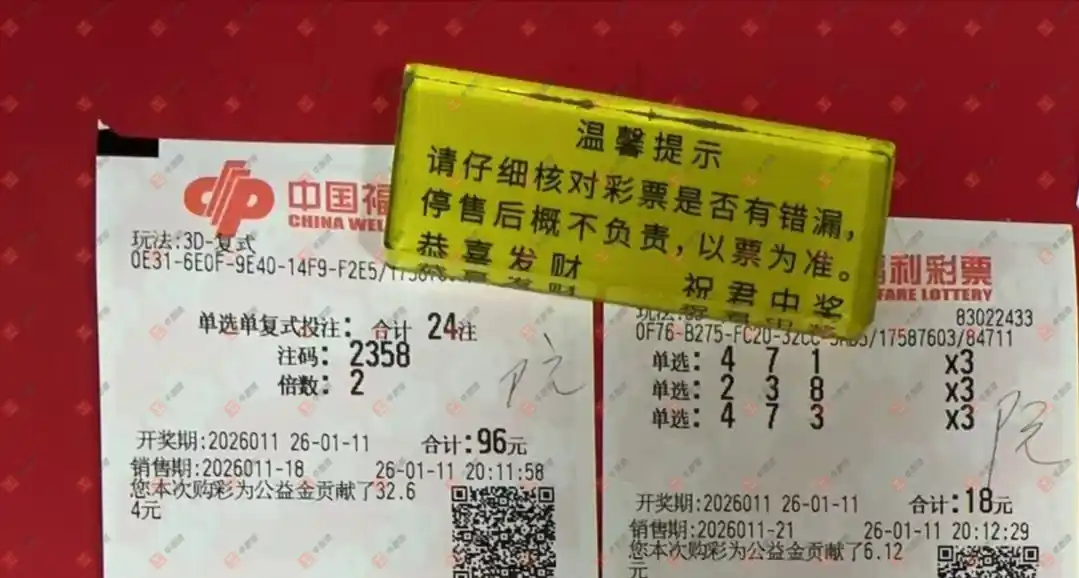 温馨提示
请仔细核对彩票是否有错漏,
停售后概不负责,以票为准。
恭喜发财 祝君中奖
中国福
CHINA WEL
玩法:3D-复式
0E31-6E0F-9E40-14F9-F2E5/
单选单复式投注: 合计 24注
注码: 2358
倍数: 2
院
开奖期:2026011 26-01-11 合计:96元
销售期:2026011-18 26-01-11 20:11:58
您本次购彩为公益金贡献了32.6
4元
福利彩票
FARE LOTTERY
83022433
0F76-B275-FC20-32CC-5AD5/17587603/84711
单选: 4 7 1 x3
单选: 2 3 8 x3
单选: 4 7 3 x3
院
开奖期:2026011 26-01-11 合计:18元
销售期:2026011-21 26-01-11 20:12:29
您本次购彩为公益金贡献了6.12
元